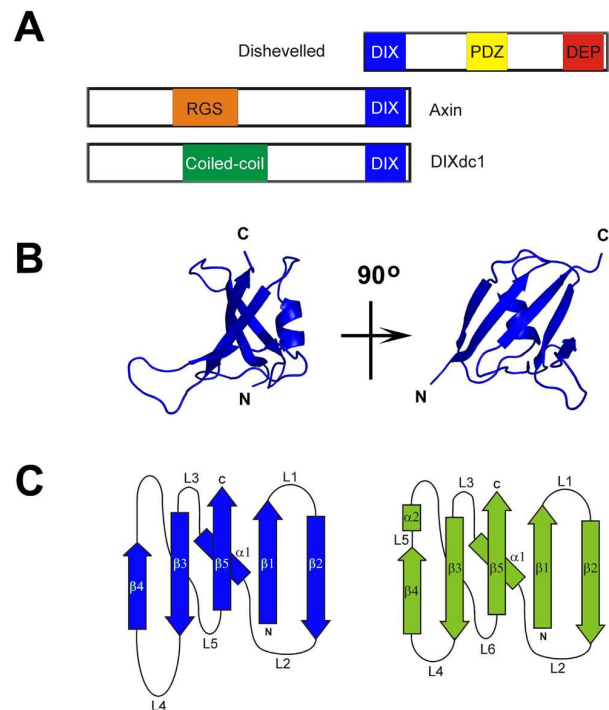 A
Dishevelled DIX PDZ DEP
RGS DIX Axin
Coiled-coil DIX DIXdc1
B
C C
90º
N N
C
L3 C L1 L3 C L1
α2
L5
β4 β3 β5 α1 β1 β2 β4 β3 β5 α1 β1 β2
N N
L5 L2 L6 L2
L4 L4